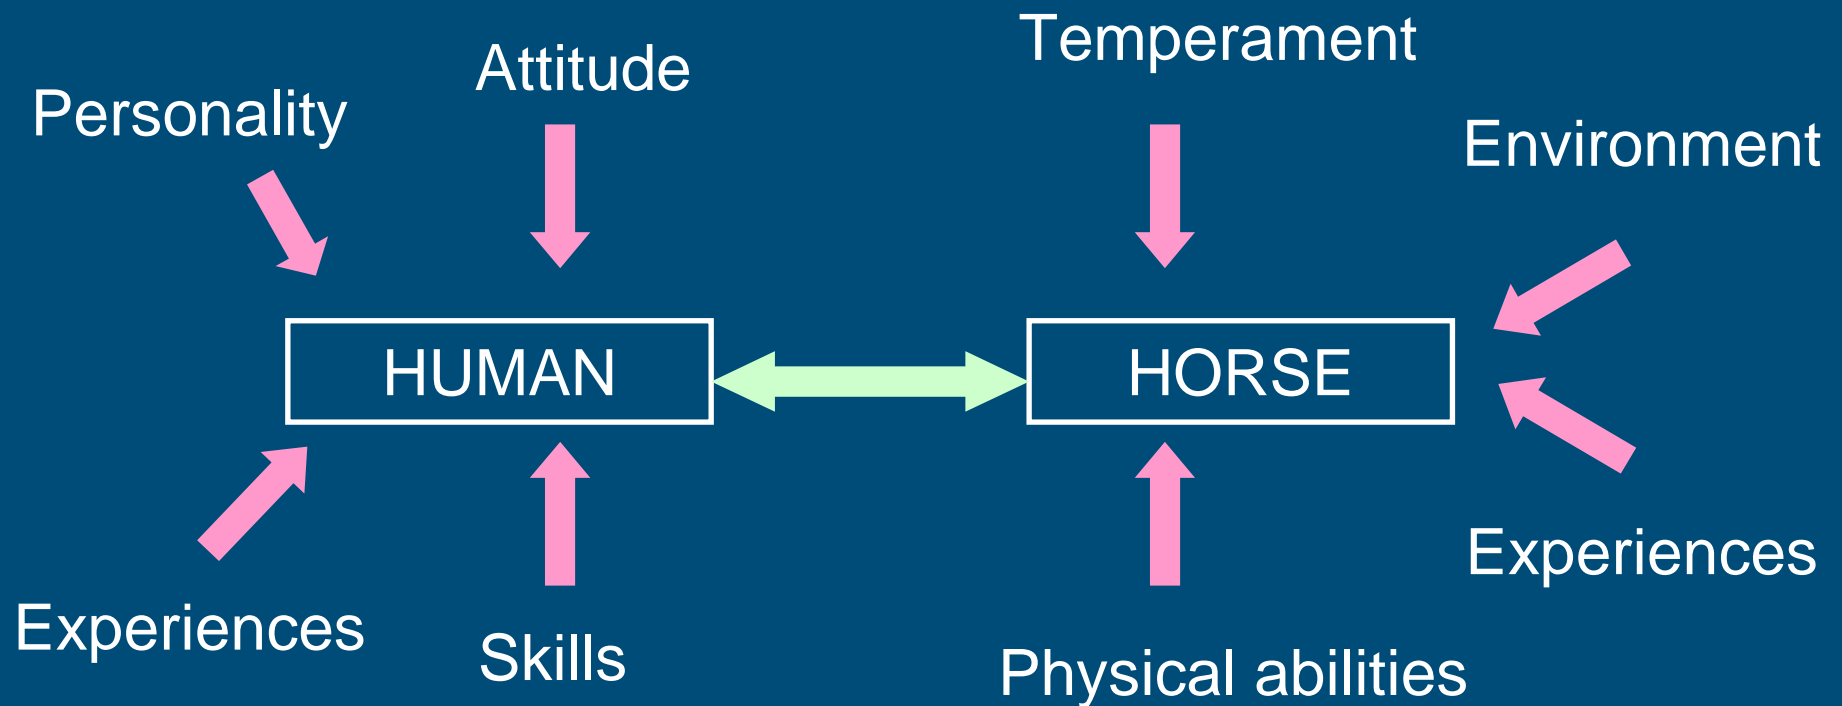 Temperament
Attitude
Personality
Environment
HUMAN
HORSE
Experiences
Experiences
Skills
Physical abilities